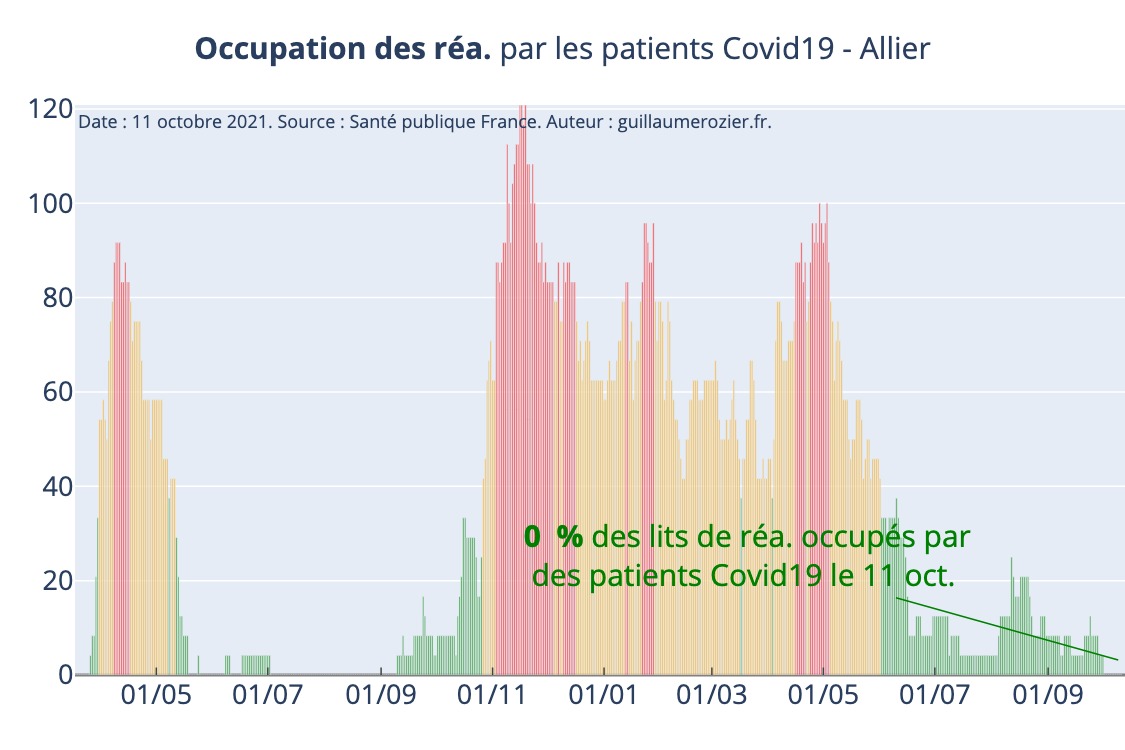 Occupation des réa. par les patients Covid19 - Allier
120
Date : 11 octobre 2021. Source : Santé publique France. Auteur : guillaumerozier.fr.
100
80
60
40
0 % des lits de réa. occupés par
des patients Covid19 le 11 oct.
20
0
01/05 01/07 01/09 01/11 01/01 01/03 01/05 01/07 01/09